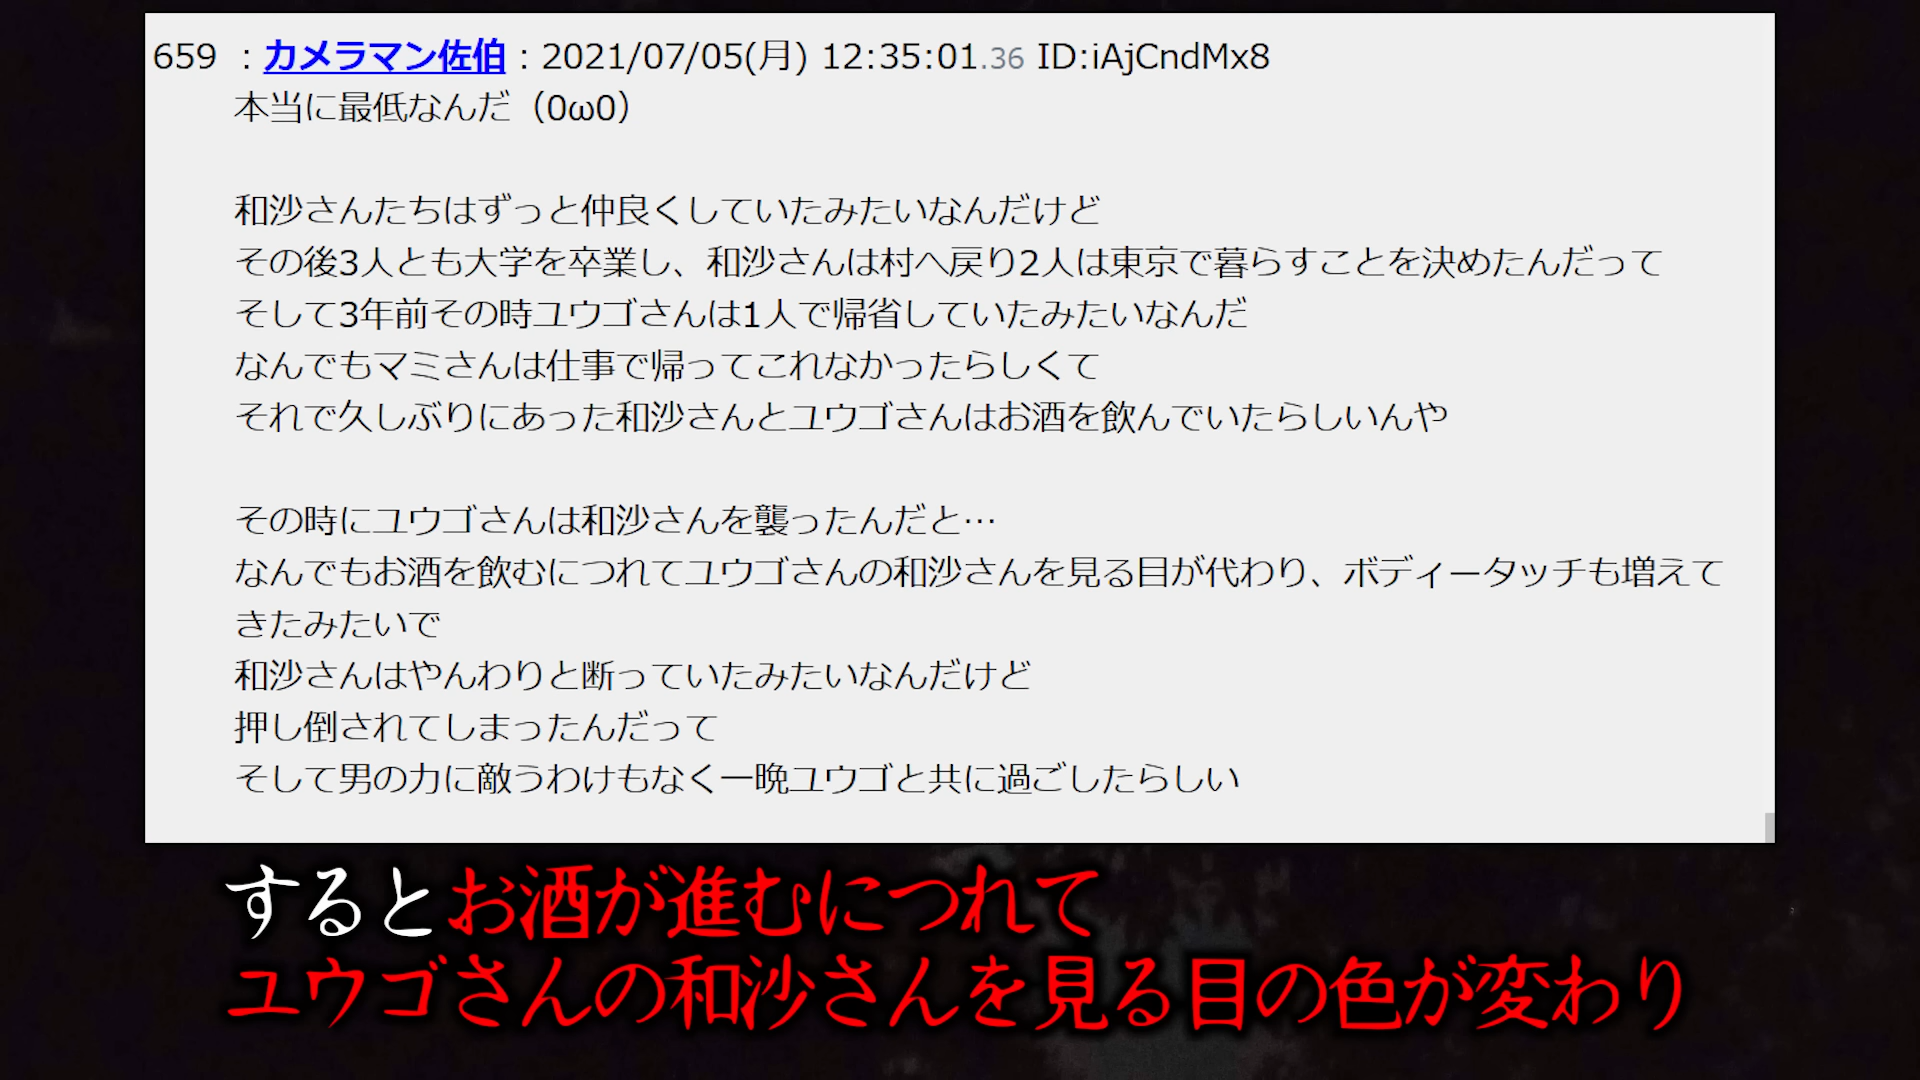 659 ：カメラマン佐伯：2021/07/05(月) 12:35:01.36 ID:iAjCndMx8
本当に最低なんだ（0ω0）
和沙さんたちはずっと仲良くしていたみたいなんだけど
その後3人とも大学を卒業し、和沙さんは村へ戻り2人は東京で暮らすことを決めたんだって
そして3年前その時ユウゴさんは1人で帰省していたみたいなんだ
なんでもマミさんは仕事で帰ってこれなかったらしくて
それで久しぶりにあった和沙さんとユウゴさんはお酒を飲んでいたらしいんや
その時にユウゴさんは和沙さんを襲ったんだと…
なんでもお酒を飲むにつれてユウゴさんの和沙さんを見る目が代わり、ボディータッチも増えて
きたみたいで
和沙さんはやんわりと断っていたみたいなんだけど
押し倒されてしまったんだって
そして男の力に敵うわけもなく一晩ユウゴと共に過ごしたらしい
するとお酒が進むにつれて
ユウゴさんの和沙さんを見る目の色が変わり